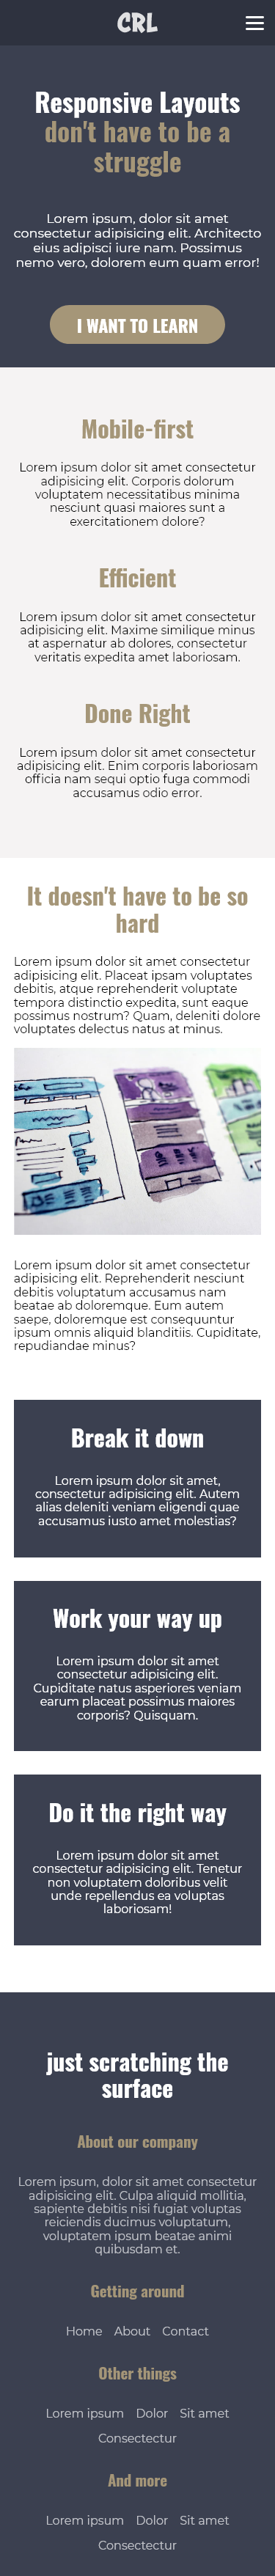 CRL
Responsive Layouts
don't have to be a
struggle
Lorem ipsum, dolor sit amet
consectetur adipisicing elit. Architecto
eius adipisci iure nam. Possimus
nemo vero, dolorem eum quam error!
I WANT TO LEARN
Mobile-first
Lorem ipsum dolor sit amet consectetur
adipisicing elit. Corporis dolorum
voluptatem necessitatibus minima
nesciunt quasi maiores sunt a
exercitationem dolore?
Efficient
Lorem ipsum dolor sit amet consectetur
adipisicing elit. Maxime similique minus
at aspernatur ab dolores, consectetur
veritatis expedita amet laboriosam.
Done Right
Lorem ipsum dolor sit amet consectetur
adipisicing elit. Enim corporis laboriosam
officia nam sequi optio fuga commodi
accusamus odio error.
It doesn't have to be so
hard
Lorem ipsum dolor sit amet consectetur
adipisicing elit. Placeat ipsam voluptates
debitis, atque reprehenderit voluptate
tempora distinctio expedita, sunt eaque
possimus nostrum? Quam, deleniti dolore
voluptates delectus natus at minus.
Lorem ipsum dolor sit amet consectetur
adipisicing elit. Reprehenderit nesciunt
debitis voluptatum accusamus nam
beatae ab doloremque. Eum autem
saepe, doloremque est consequuntur
ipsum omnis aliquid blanditiis. Cupiditate,
repudiandae minus?
Break it down
Lorem ipsum dolor sit amet,
consectetur adipisicing elit. Autem
alias deleniti veniam eligendi quae
accusamus iusto amet molestias?
Work your way up
Lorem ipsum dolor sit amet
consectetur adipisicing elit.
Cupiditate natus asperiores veniam
earum placeat possimus maiores
corporis? Quisquam.
Do it the right way
Lorem ipsum dolor sit amet
consectetur adipisicing elit. Tenetur
non voluptatem doloribus velit
unde repellendus ea voluptas
laboriosam!
just scratching the
surface
About our company
Lorem ipsum, dolor sit amet consectetur
adipisicing elit. Culpa aliquid mollitia,
sapiente debitis nisi fugiat voluptas
reiciendis ducimus voluptatum,
voluptatem ipsum beatae animi
quibusdam et.
Getting around
Home About Contact
Other things
Lorem ipsum Dolor Sit amet
Consectectur
And more
Lorem ipsum Dolor Sit amet
Consectectur